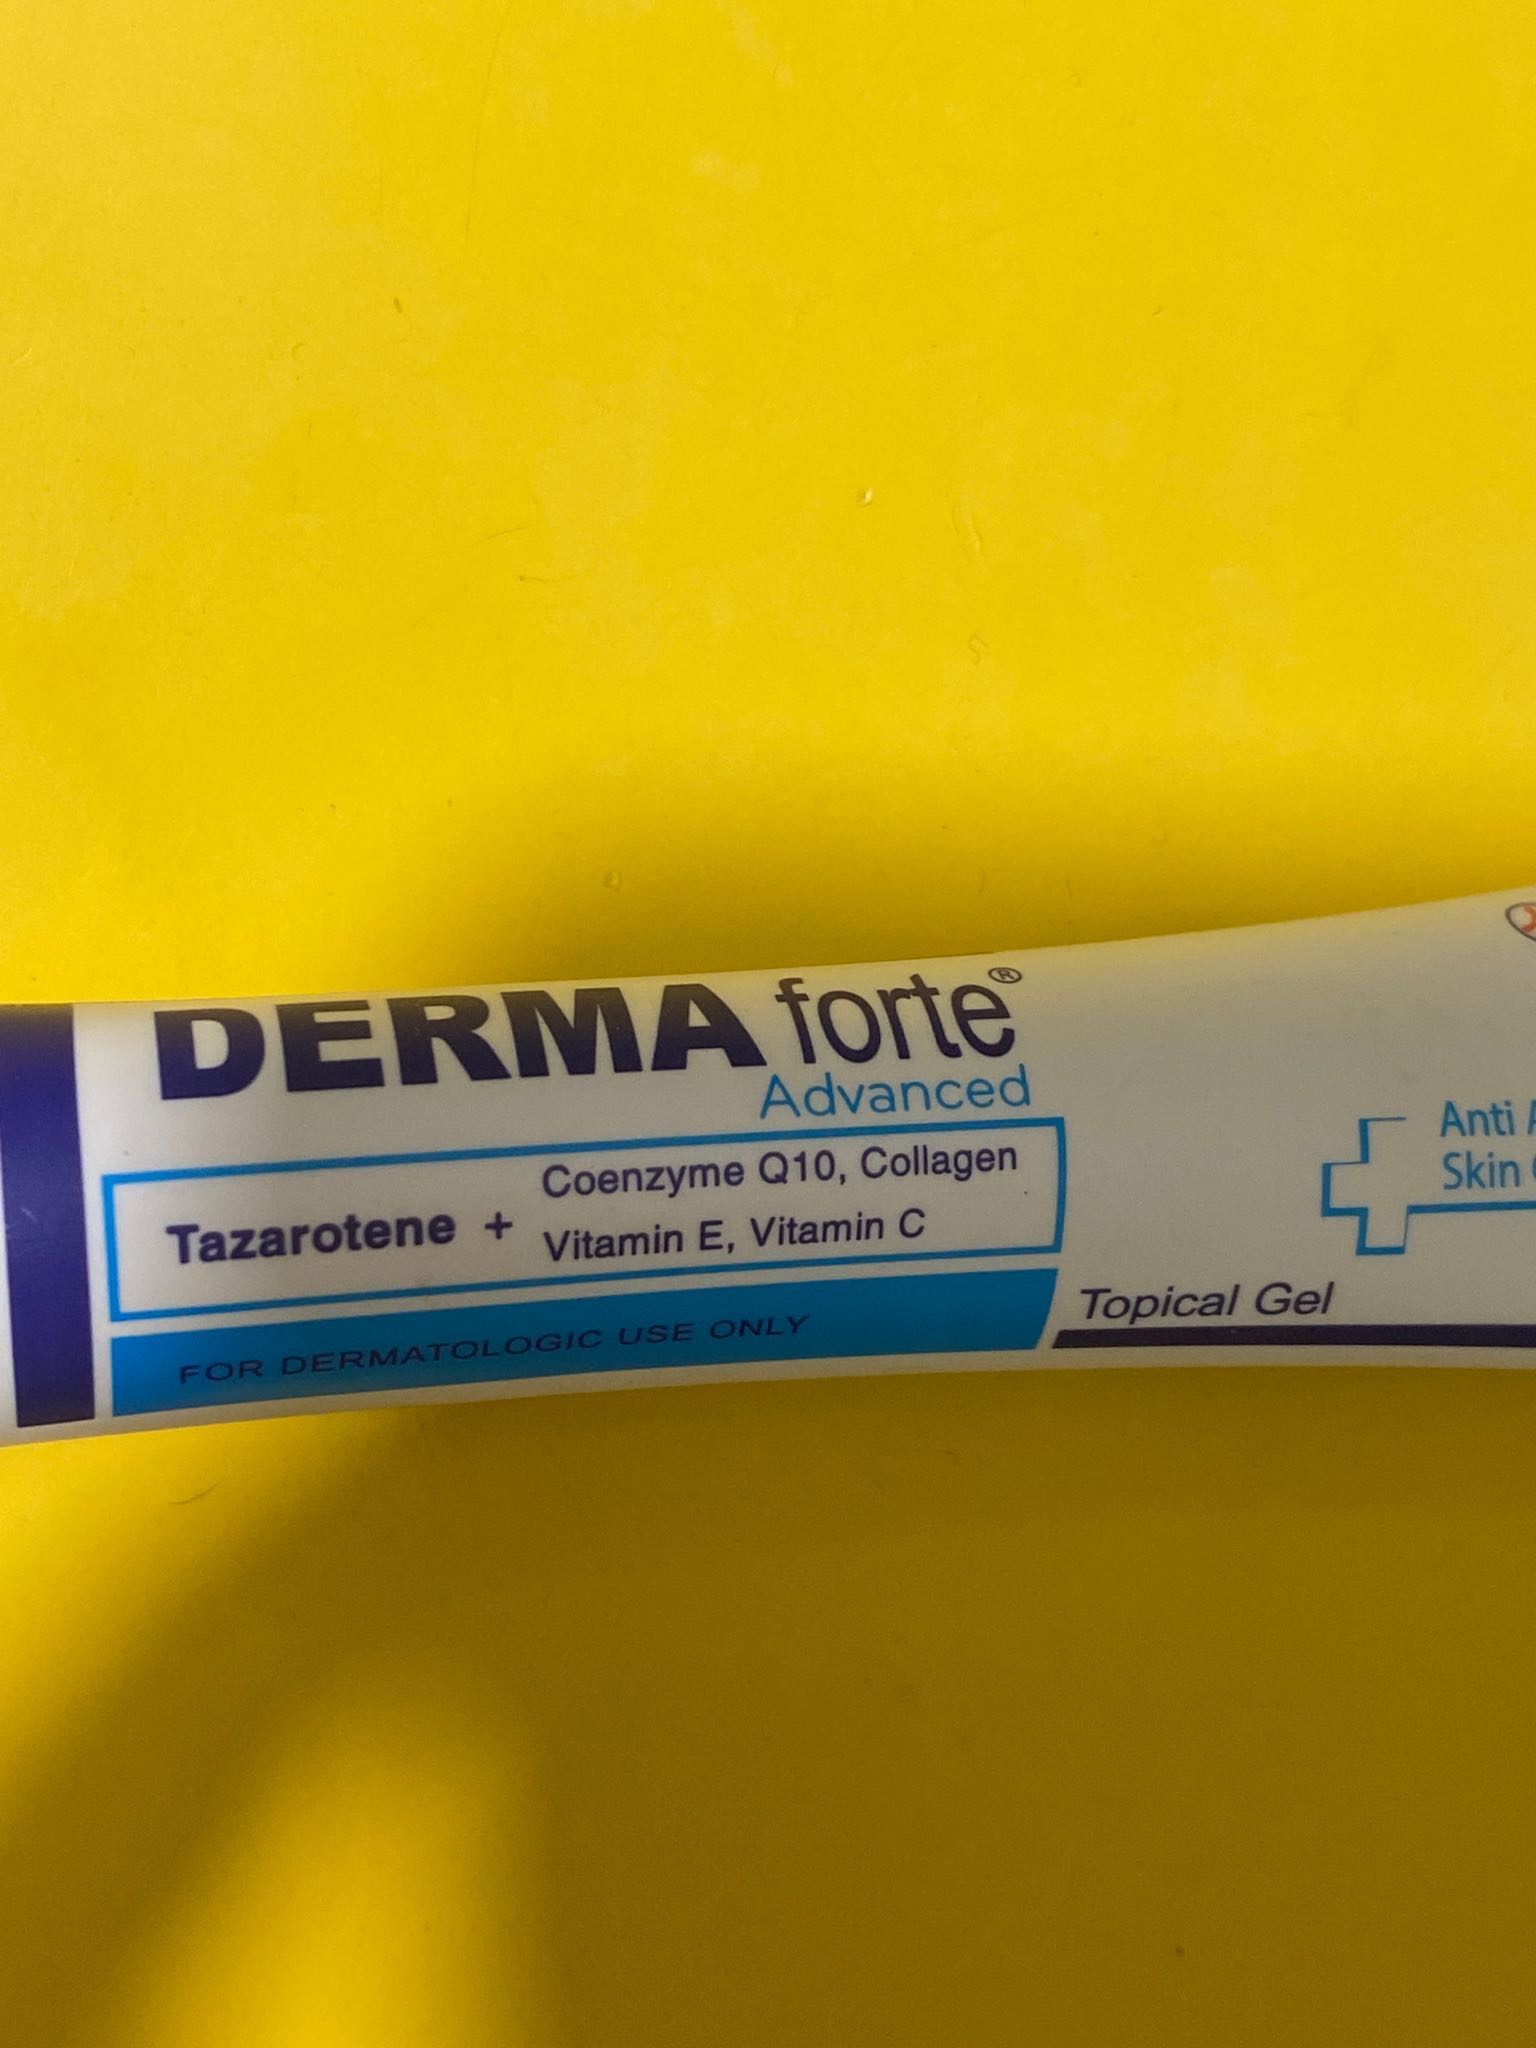 DERMA forte®
Advanced
Tazarotene + Coenzyme Q10, Collagen
Vitamin E, Vitamin C
FOR DERMATOLOGIC USE ONLY
Anti
Skin
Topical Gel